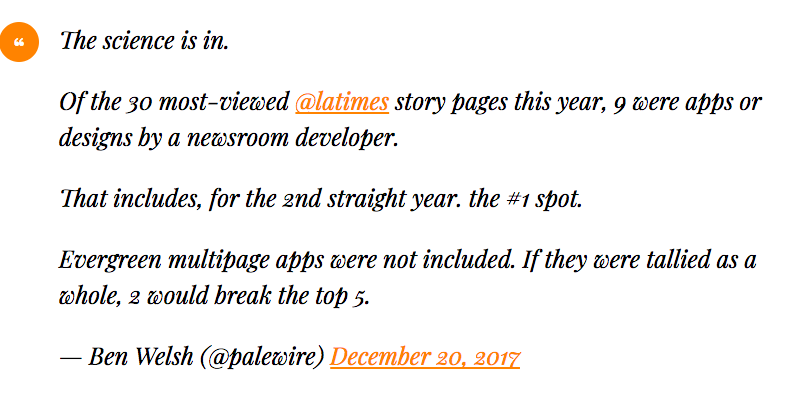 “
The science is in.
Of the 30 most-viewed @latimes story pages this year, 9 were apps or
designs by a newsroom developer.
That includes, for the 2nd straight year. the #1 spot.
Evergreen multipage apps were not included. If they were tallied as a
whole, 2 would break the top 5.
— Ben Welsh (@palewire) December 20, 2017